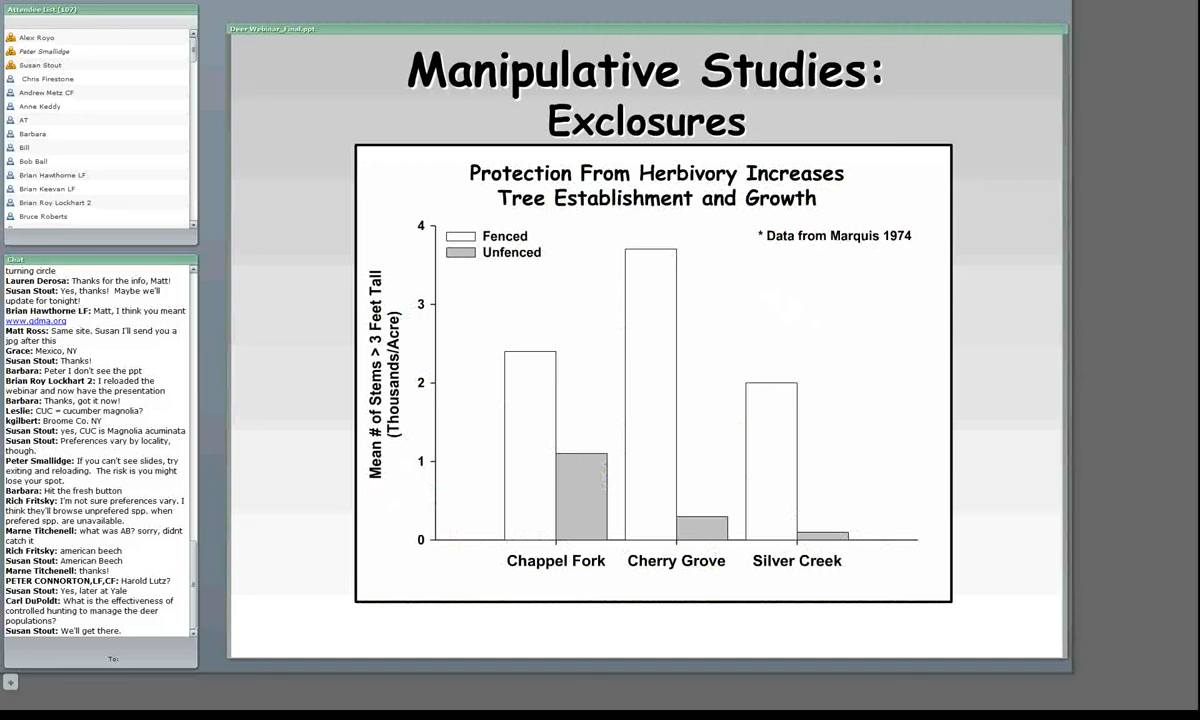 Attendee List (107)
Alex Royo
Peter Smallidge
Susan Stout
Chris Firestone
Andrew Metz CF
Anne Keddy
AT
Barbara
Bill
Bob Ball
Brian Hawthorne LF
Brian Keevan LF
Brian Roy Lockhart 2
Bruce Roberts
Chat
turning circle
Lauren Derosa: Thanks for the info, Matt!
Susan Stout: Yes, thanks! Maybe we'll
update for tonight!
Brian Hawthorne LF: Matt, I think you meant
www.qdma.org
Matt Ross: Same site. Susan I'll send you a
jpg after this
Grace: Mexico, NY
Susan Stout: Thanks!
Barbara: Peter I don't see the ppt
Brian Roy Lockhart 2: I reloaded the
webinar and now have the presentation
Barbara: Thanks, got it now!
Leslie: CUC = cucumber magnolia?
kgilbert: Broome Co. NY
Susan Stout: yes, CUC is Magnolia acuminata
Susan Stout: Preferences vary by locality,
though.
Peter Smallidge: If you can't see slides, try
exiting and reloading. The risk is you might
lose your spot.
Barbara: Hit the fresh button
Rich Fritsky: I'm not sure preferences vary. I
think they'll browse unprefered spp. when
prefered spp. are unavailable.
Marne Titchenell: what was AB? sorry, didnt
catch it
Rich Fritsky: american beech
Susan Stout: American Beech
Marne Titchenell: thanks!
PETER CONNORTON,LF,CF: Harold Lutz?
Susan Stout: Yes, later at Yale
Carl DuPoldt: What is the effectiveness of
controlled hunting to manage the deer
populations?
Susan Stout: We'll get there.
To:
Deer Webinar_Final.ppt
Manipulative Studies:
Exclosures
Protection From Herbivory Increases
Tree Establishment and Growth
Mean # of Stems > 3 Feet Tall
(Thousands/Acre)
4
3
2
1
0
Fenced
Unfenced
* Data from Marquis 1974
Chappel Fork
Cherry Grove
Silver Creek